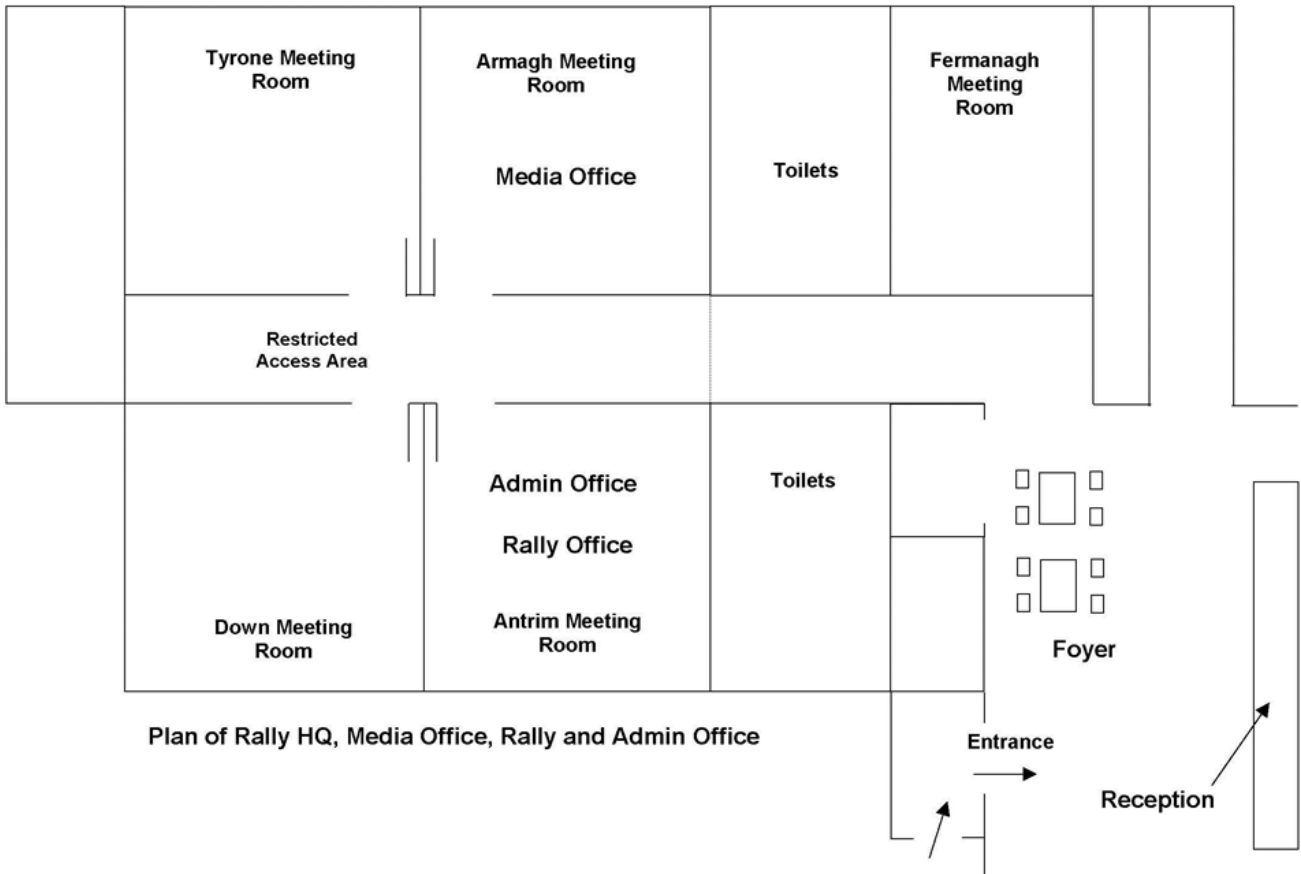 Tyrone Meeting
Room
Armagh Meeting
Room
Fermanagh
Meeting
Room
Media Office
Toilets
Restricted
Access Area
Admin Office
Toilets
Rally Office
Down Meeting
Room
Antrim Meeting
Room
Foyer
Plan of Rally HQ, Media Office, Rally and Admin Office
Entrance
Reception